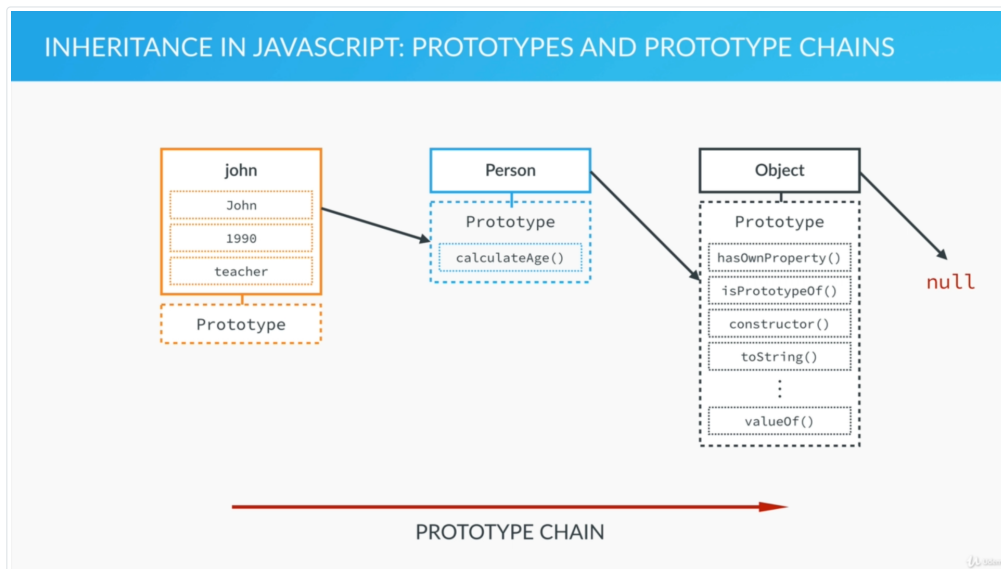 INHERITANCE IN JAVASCRIPT: PROTOTYPES AND PROTOTYPE CHAINS
john
John
1990
teacher
Prototype
Person
Prototype
calculateAge()
Object
Prototype
hasOwnProperty()
isPrototypeOf()
constructor()
toString()
⋮
valueOf()
null
PROTOTYPE CHAIN